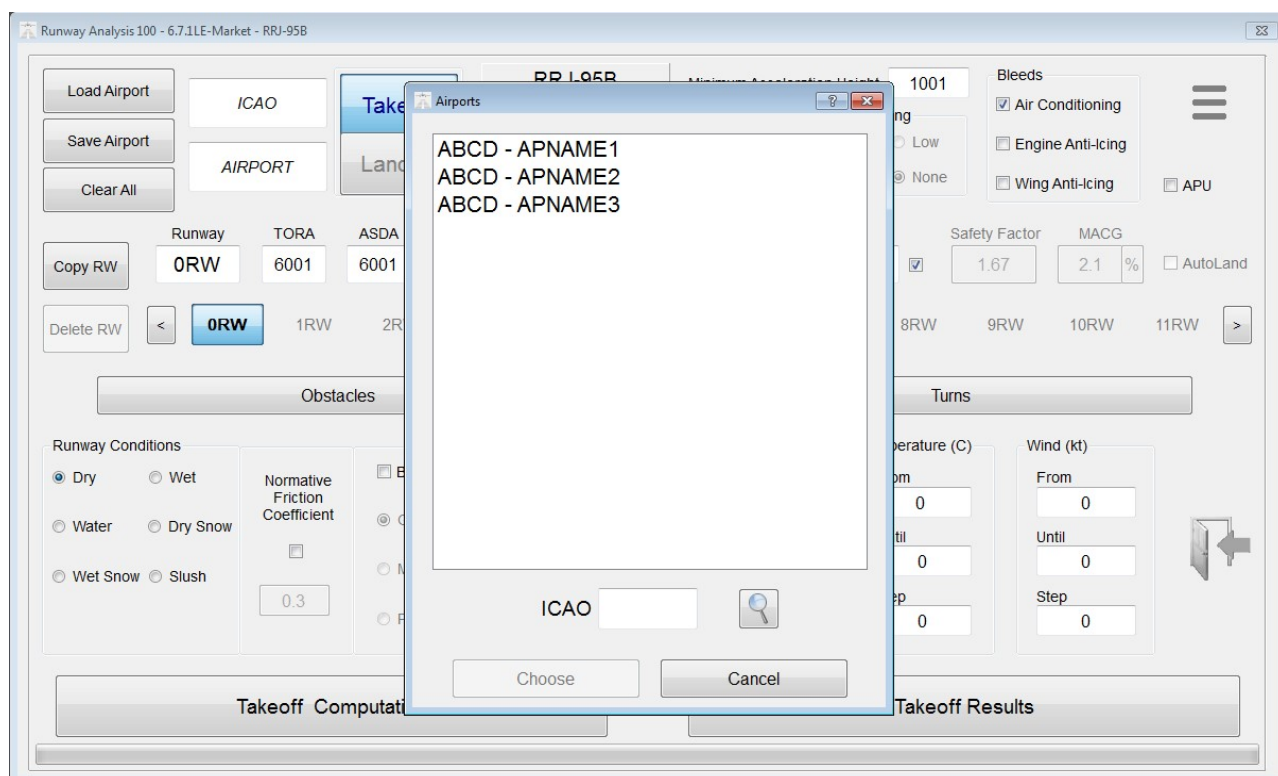 Runway Analysis 100 - 6.7.1LE-Market - RRJ-95B
Load Airport
Save Airport
Clear All
ICAO
AIRPORT
1001
Bleeds
Air Conditioning
Engine Anti-Icing
Wing Anti-Icing
APU
Low
None
Runway
TORA
ASDA
Safety Factor
MACG
Copy RW
0RW
6001
6001
1.67
2.1
%
AutoLand
Delete RW
<
0RW
1RW
8RW
9RW
10RW
11RW
>
Obstacles
Turns
Runway Conditions
Dry
Wet
Water
Dry Snow
Wet Snow
Slush
Normative
Friction
Coefficient
0.3
(C)
0
0
0
Wind (kt)
From
0
Until
0
Step
0
Takeoff
Takeoff Results
Airports
?
ABCD - APNAME1
ABCD - APNAME2
ABCD - APNAME3
ICAO
Choose
Cancel